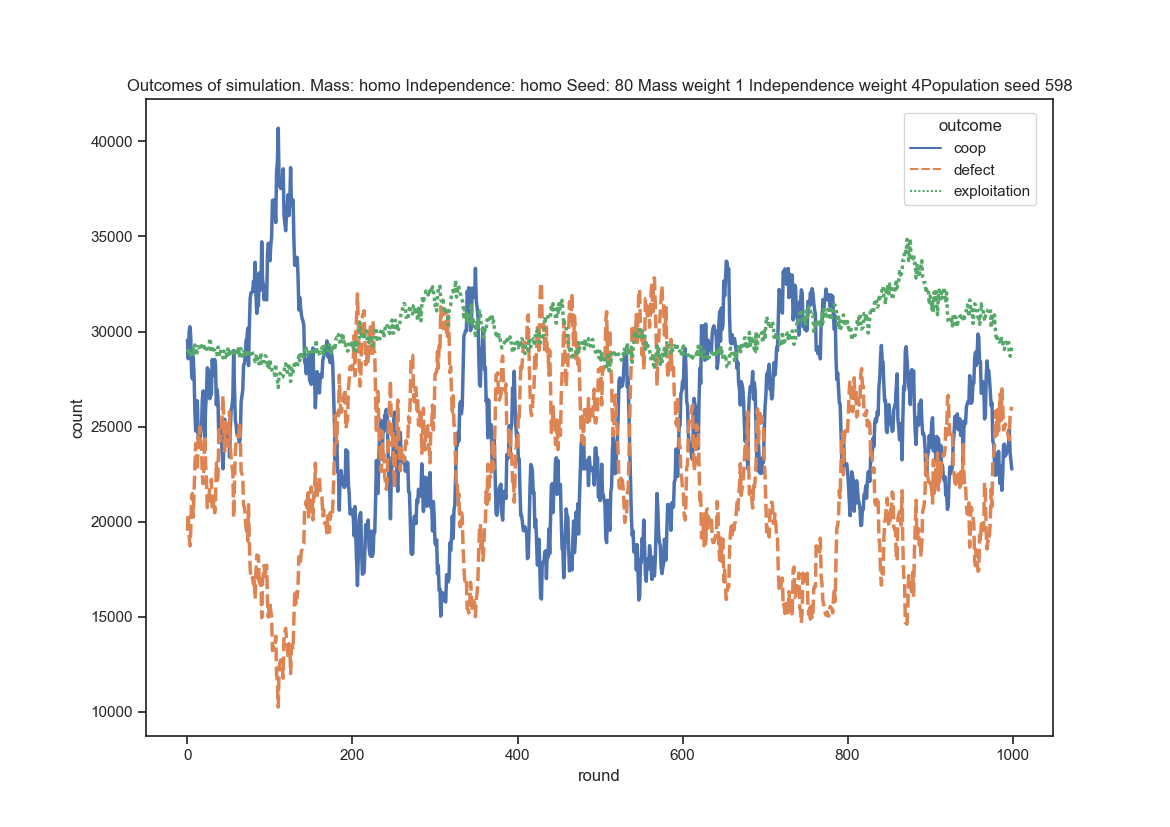 Outcomes of simulation. Mass: homo Independence: homo Seed: 80 Mass weight 1 Independence weight 4Population seed 598
outcome
coop
defect
exploitation
count
40000
35000
30000
25000
20000
15000
10000
0 200 400 600 800 1000
round